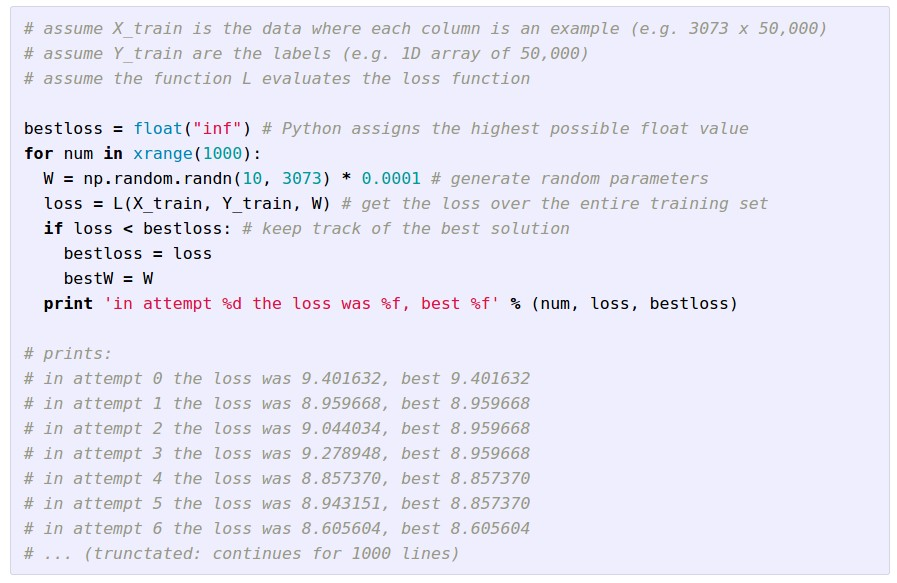 # assume X_train is the data where each column is an example (e.g. 3073 x 50,000)
# assume Y_train are the labels (e.g. 1D array of 50,000)
# assume the function L evaluates the loss function

bestloss = float("inf") # Python assigns the highest possible float value
for num in xrange(1000):
  W = np.random.randn(10, 3073) * 0.0001 # generate random parameters
  loss = L(X_train, Y_train, W) # get the loss over the entire training set
  if loss < bestloss: # keep track of the best solution
    bestloss = loss
    bestW = W
  print 'in attempt %d the loss was %f, best %f' % (num, loss, bestloss)

# prints:
# in attempt 0 the loss was 9.401632, best 9.401632
# in attempt 1 the loss was 8.959668, best 8.959668
# in attempt 2 the loss was 9.044034, best 8.959668
# in attempt 3 the loss was 9.278948, best 8.959668
# in attempt 4 the loss was 8.857370, best 8.857370
# in attempt 5 the loss was 8.943151, best 8.857370
# in attempt 6 the loss was 8.605604, best 8.605604
# ... (trunctated: continues for 1000 lines)